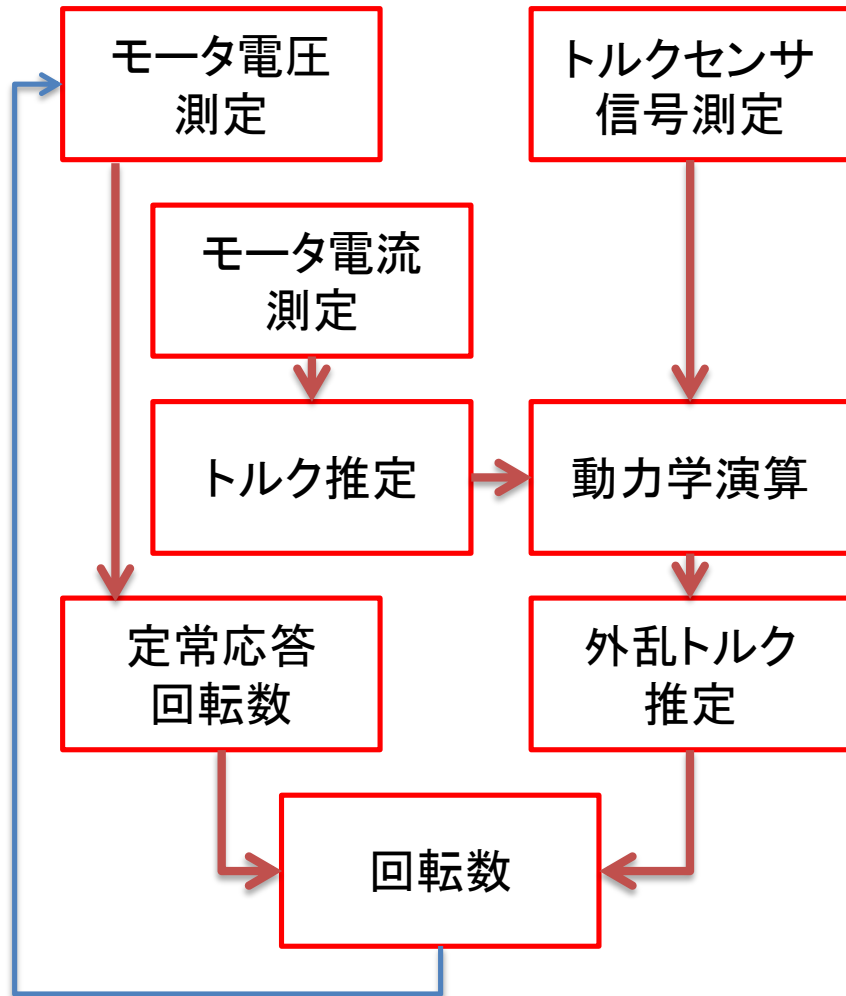 モータ電圧
測定
トルクセンサ
信号測定
モータ電流
測定
トルク推定
動力学演算
定常応答
回転数
外乱トルク
推定
回転数